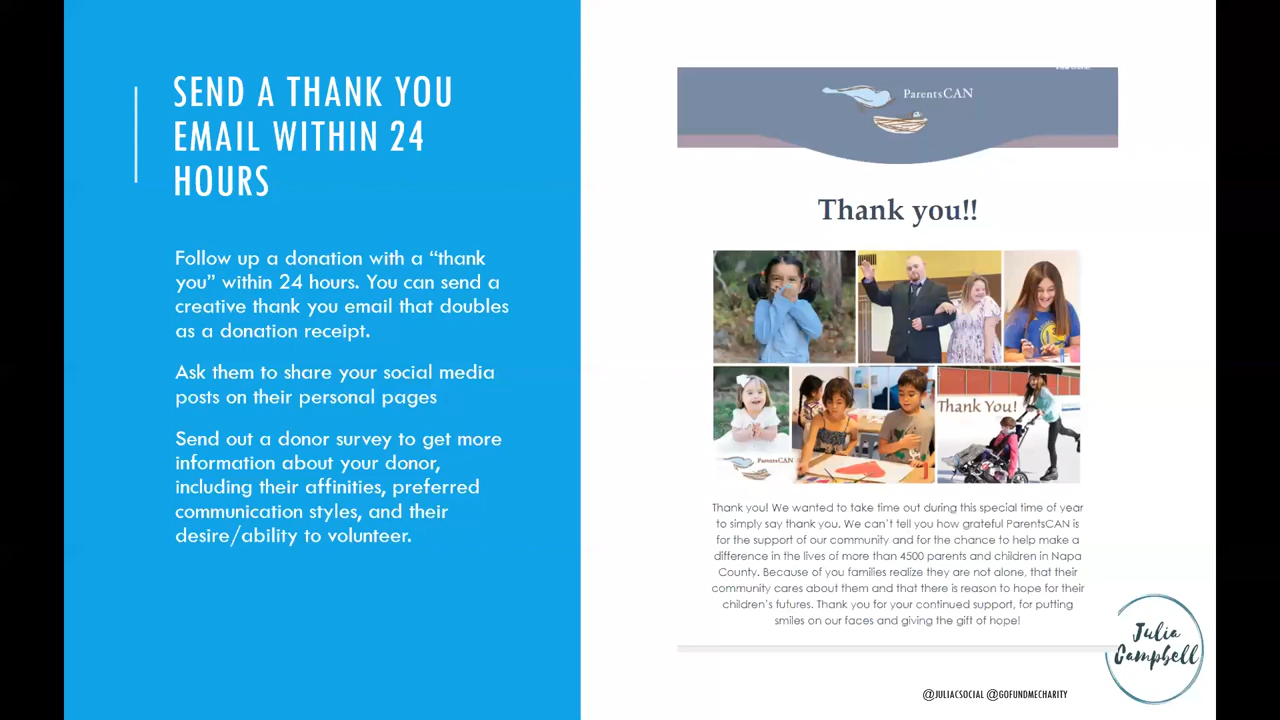 SEND A THANK YOU
EMAIL WITHIN 24
HOURS
Follow up a donation with a “thank
you” within 24 hours. You can send a
creative thank you email that doubles
as a donation receipt.
Ask them to share your social media
posts on their personal pages
Send out a donor survey to get more
information about your donor,
including their affinities, preferred
communication styles, and their
desire/ability to volunteer.
ParentsCAN
Thank you!!
Thank You!
ParentsCAN
Thank you! We wanted to take time out during this special time of year
to simply say thank you. We can’t tell you how grateful ParentsCAN is
for the support of our community and for the chance to help make a
difference in the lives of more than 4500 parents and children in Napa
County. Because of you families realize they are not alone, that their
community cares about them and that there is reason to hope for their
children’s futures. Thank you for your continued support, for putting
smiles on our faces and giving the gift of hope!
Julia
Campbell
@JULIACSOCIAL @GOFUNDMECHARITY